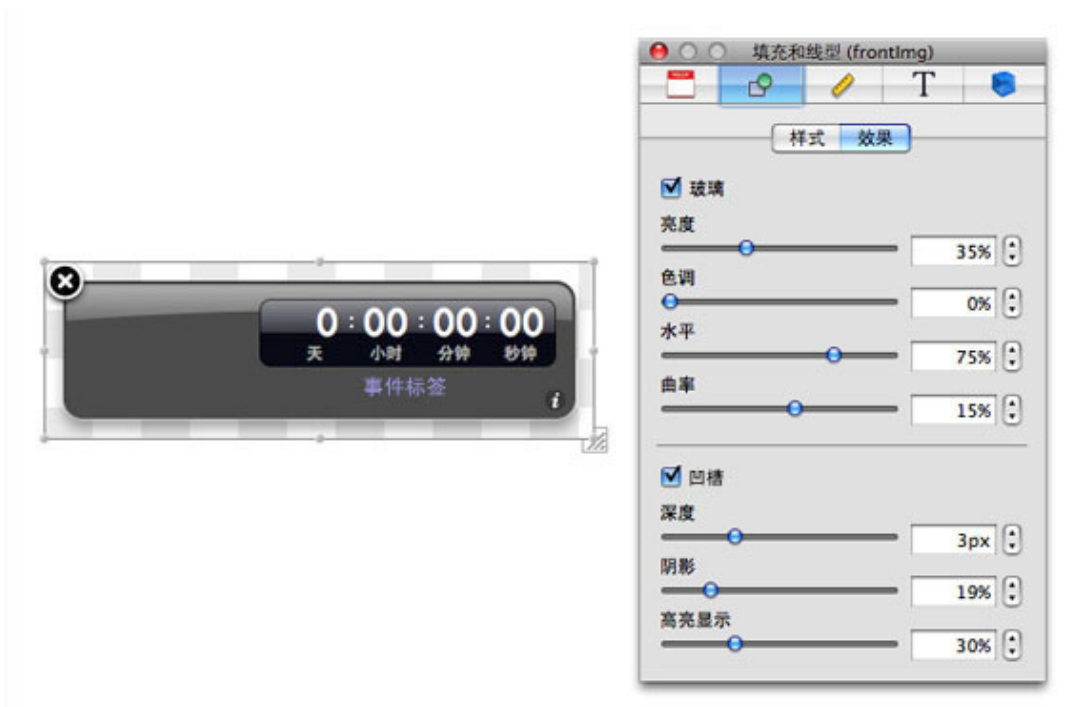 填充和线型 (frontImg)
T
样式 效果
玻璃
亮度
35%
色调
0%
水平
75%
曲率
15%
凹槽
深度
3px
阴影
19%
高亮显示
30%
0 : 00 : 00 : 00
天 小时 分钟 秒钟
事件标签
i